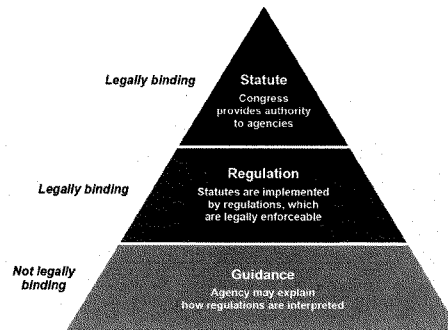 Legally binding
Statute
Congress
provides authority
to agencies
Legally binding
Regulation
Statutes are implemented
by regulations, which
are legally enforceable
Not legally
binding
Guidance
Agency may explain
how regulations are interpreted